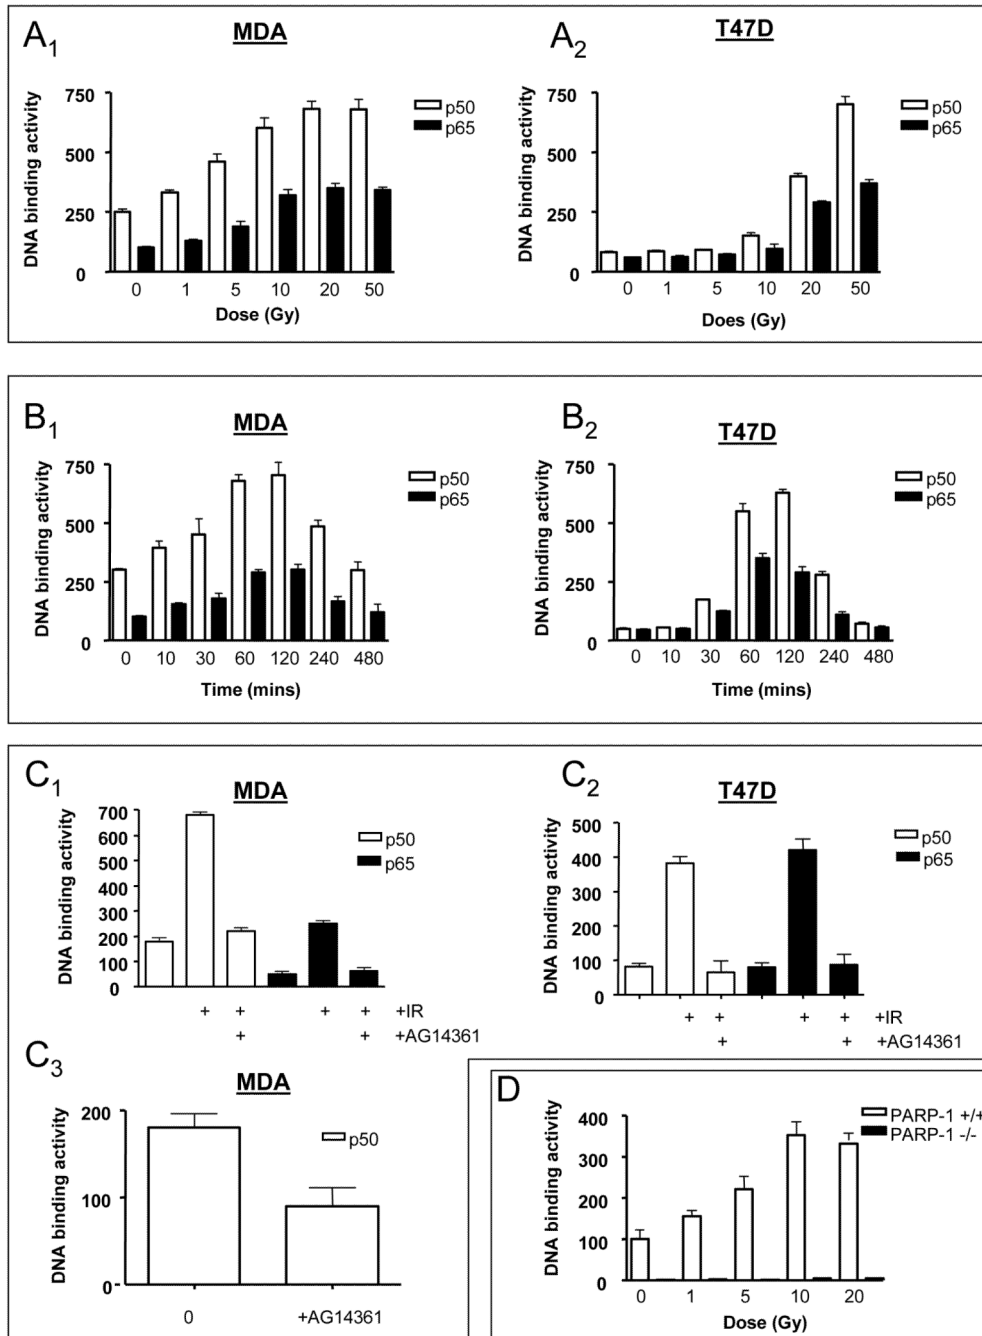 A1
MDA
750
500
250
0
DNA binding activity
p50
p65
0 1 5 10 20 50
Dose (Gy)
A2
T47D
750
500
250
0
DNA binding activity
p50
p65
0 1 5 10 20 50
Does (Gy)
B1
MDA
750
500
250
0
DNA binding activity
p50
p65
0 10 30 60 120 240 480
Time (mins)
B2
T47D
750
500
250
0
DNA binding activity
p50
p65
0 10 30 60 120 240 480
Time (mins)
C1
MDA
700
600
500
400
300
200
100
0
DNA binding activity
p50
p65
+ + + + +IR
+ + +AG14361
C2
T47D
500
400
300
200
100
0
DNA binding activity
p50
p65
+ + + + +IR
+ + +AG14361
C3
MDA
200
100
0
DNA binding activity
p50
0 +AG14361
D
400
300
200
100
0
DNA binding activity
PARP-1 +/+
PARP-1 -/-
0 1 5 10 20
Dose (Gy)